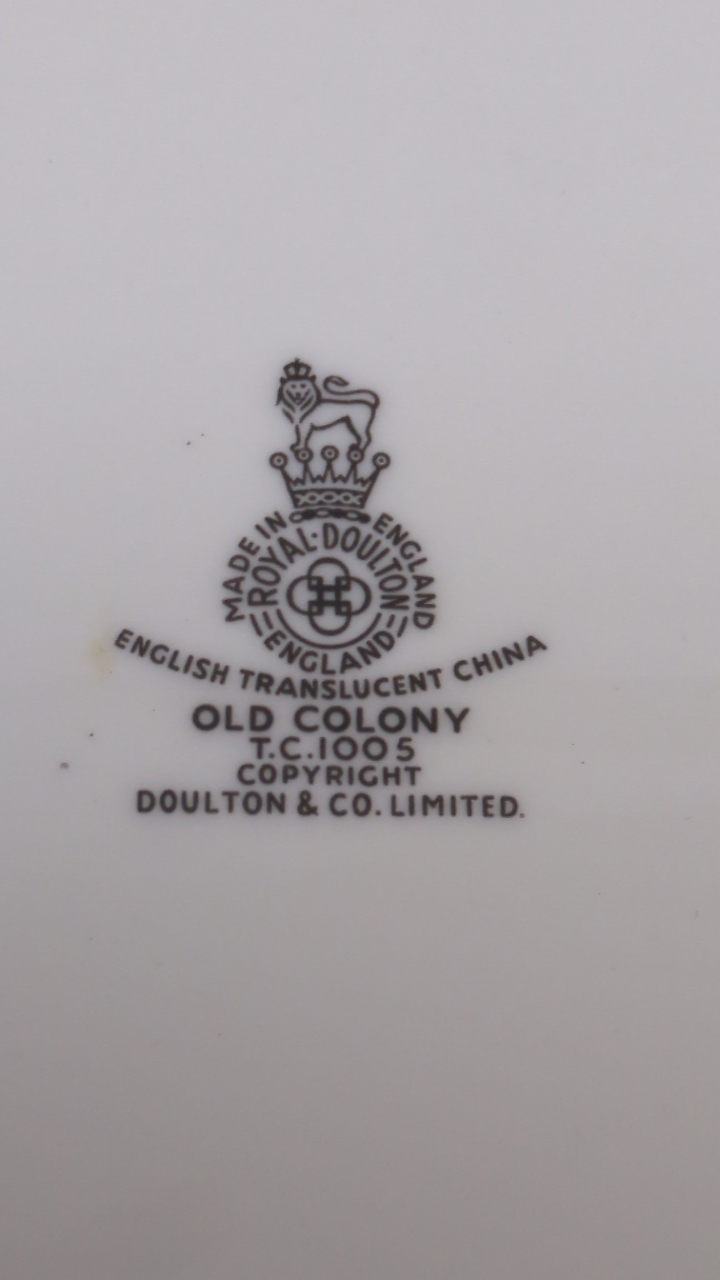 MADE IN ENGLAND
ROYAL·DOULTON
ENGLAND
ENGLISH TRANSLUCENT CHINA
OLD COLONY
T.C.1005
COPYRIGHT
DOULTON & CO. LIMITED.